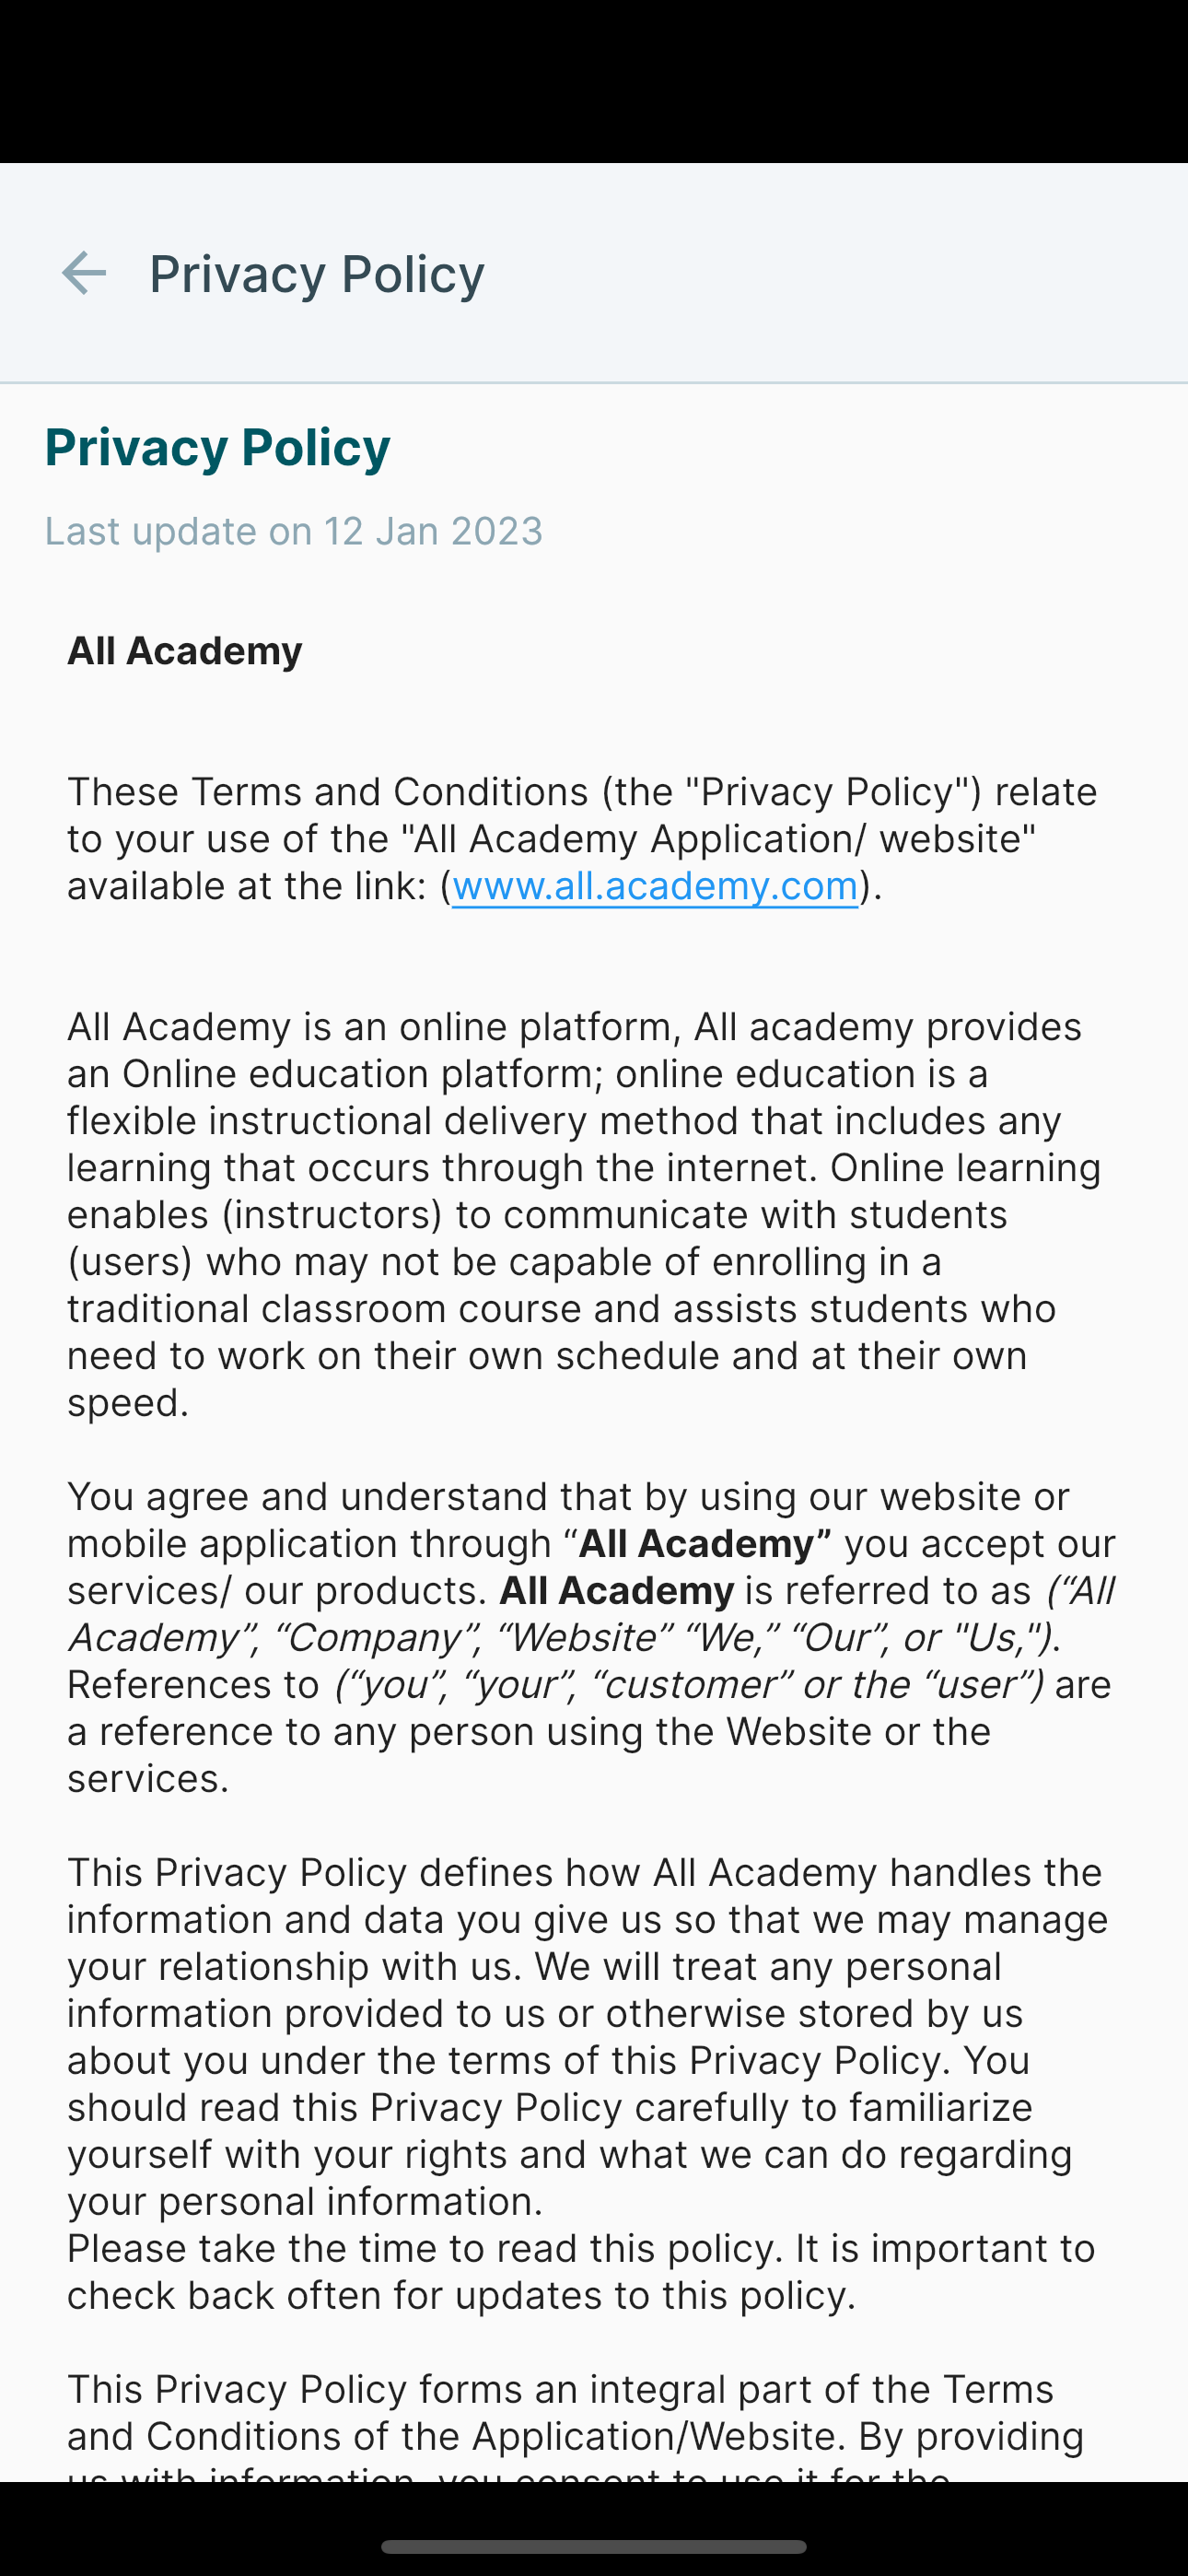 Privacy Policy
Privacy Policy
Last update on 12 Jan 2023
All Academy
These Terms and Conditions (the "Privacy Policy") relate
to your use of the "All Academy Application/ website"
available at the link: (www.all.academy.com).
All Academy is an online platform, All academy provides
an Online education platform; online education is a
flexible instructional delivery method that includes any
learning that occurs through the internet. Online learning
enables (instructors) to communicate with students
(users) who may not be capable of enrolling in a
traditional classroom course and assists students who
need to work on their own schedule and at their own
speed.
You agree and understand that by using our website or
mobile application through “All Academy” you accept our
services/ our products. All Academy is referred to as (“All
Academy”, “Company”, “Website” “We,” “Our”, or "Us,").
References to (“you”, “your”, “customer” or the “user”) are
a reference to any person using the Website or the
services.
This Privacy Policy defines how All Academy handles the
information and data you give us so that we may manage
your relationship with us. We will treat any personal
information provided to us or otherwise stored by us
about you under the terms of this Privacy Policy. You
should read this Privacy Policy carefully to familiarize
yourself with your rights and what we can do regarding
your personal information.
Please take the time to read this policy. It is important to
check back often for updates to this policy.
This Privacy Policy forms an integral part of the Terms
and Conditions of the Application/Website. By providing
us with information, you consent to use it for the